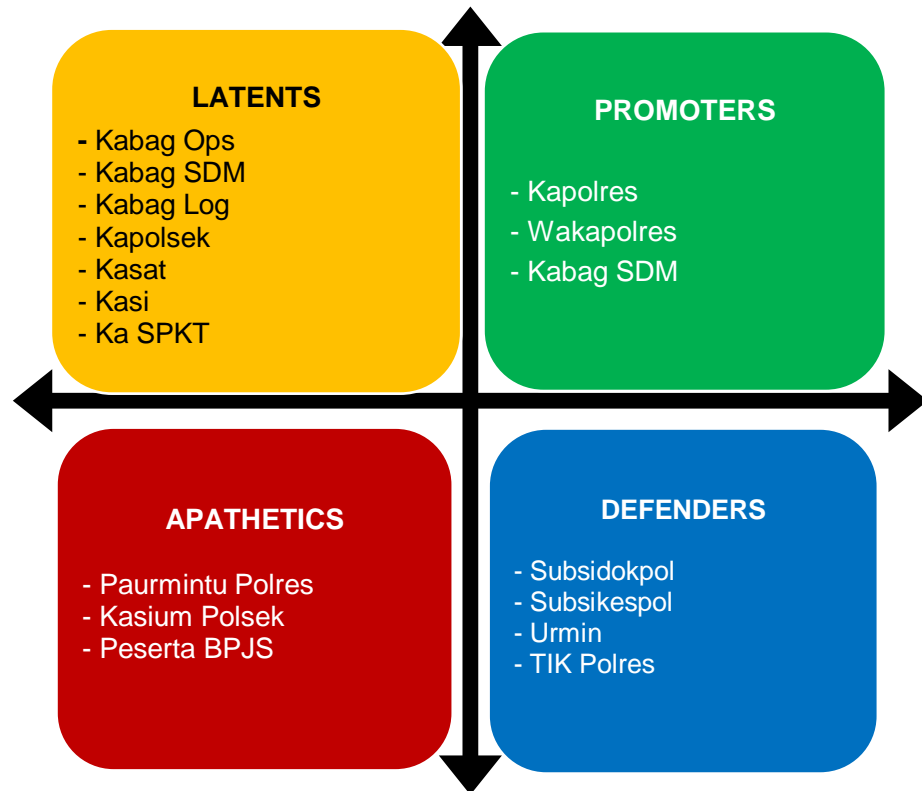 LATENTS
- Kabag Ops
- Kabag SDM
- Kabag Log
- Kapolsek
- Kasat
- Kasi
- Ka SPKT
PROMOTERS
- Kapolres
- Wakapolres
- Kabag SDM
APATHETICS
- Paurmintu Polres
- Kasium Polsek
- Peserta BPJS
DEFENDERS
- Subsidokpol
- Subsikespol
- Urmin
- TIK Polres